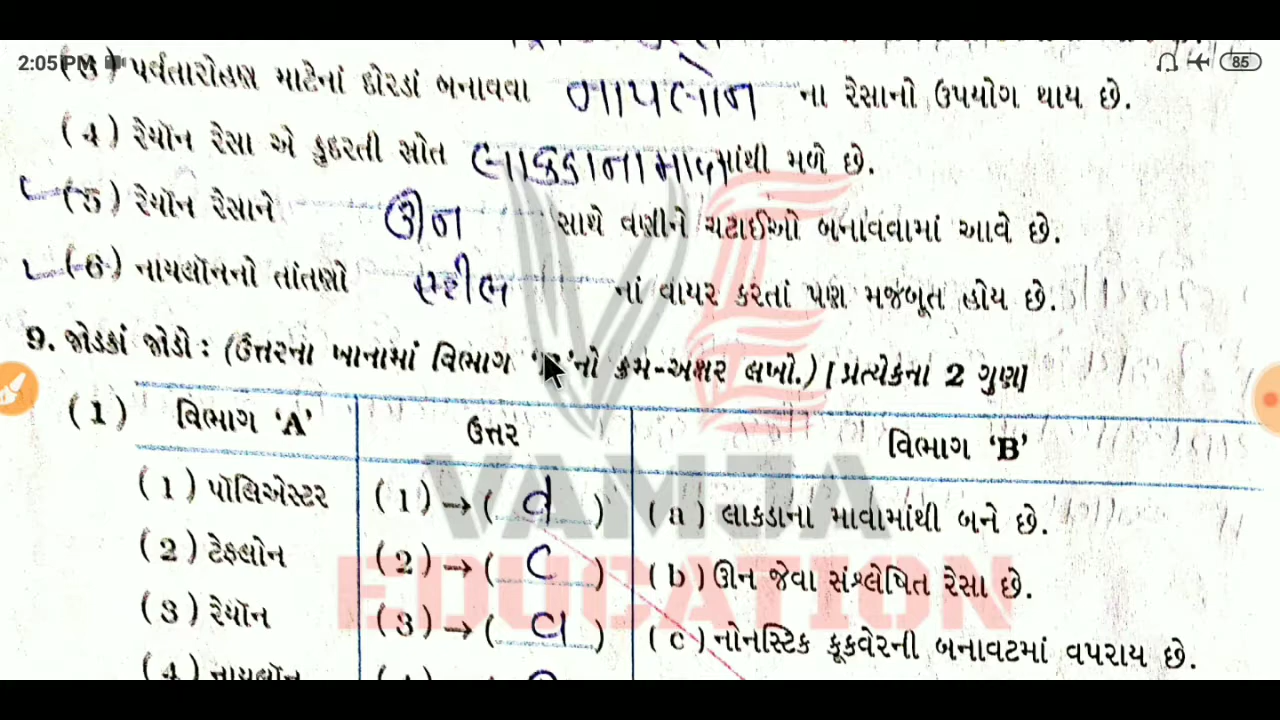 2:05 PM 85
(3) પર્વતારોહણ માટેનાં દોરડાં બનાવવા નાયલોન ના રેસાનો ઉપયોગ થાય છે.
(4) રેયૉન રેસા એ કુદરતી સ્રોત લાકડાના માવા માંથી મળે છે.
(5) રેયૉન રેસાને ઊન સાથે વણીને ચટાઈઓ બનાવવામાં આવે છે.
(6) નાયલૉનનો તાંતણો સ્ટીલ નાં વાયર કરતાં પણ મજબૂત હોય છે.
9. જોડકાં જોડો : (ઉત્તરના ખાનામાં વિભાગ 'B'નો ક્રમ-અક્ષર લખો.) [પ્રત્યેકના 2 ગુણ]
(1) વિભાગ 'A' ઉત્તર વિભાગ 'B'
(1) પૉલિએસ્ટર (1) → ( d ) (a) લાકડાના માવામાંથી બને છે.
(2) ટેફલોન (2) → ( c ) (b) ઊન જેવા સંશ્લેષિત રેસા છે.
(3) રેયૉન (3) → ( a ) (c) નોનસ્ટિક કૂકવેરની બનાવટમાં વપરાય છે.
(4) નાયલૉન
VAMJA
EDUCATION